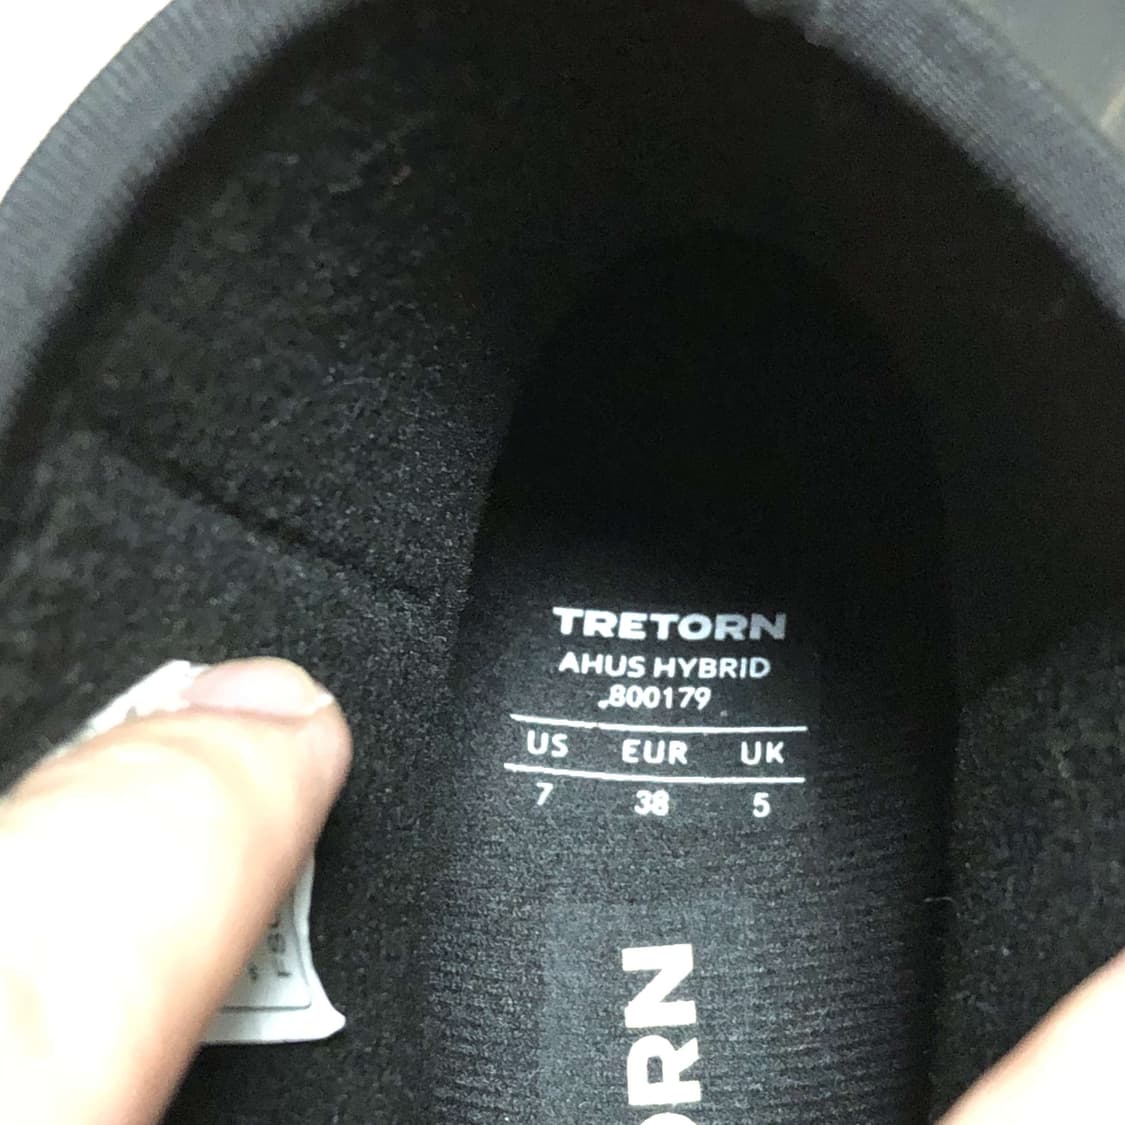 TRETORN
AHUS HYBRID
800179
US EUR UK
7 38 5
ORN